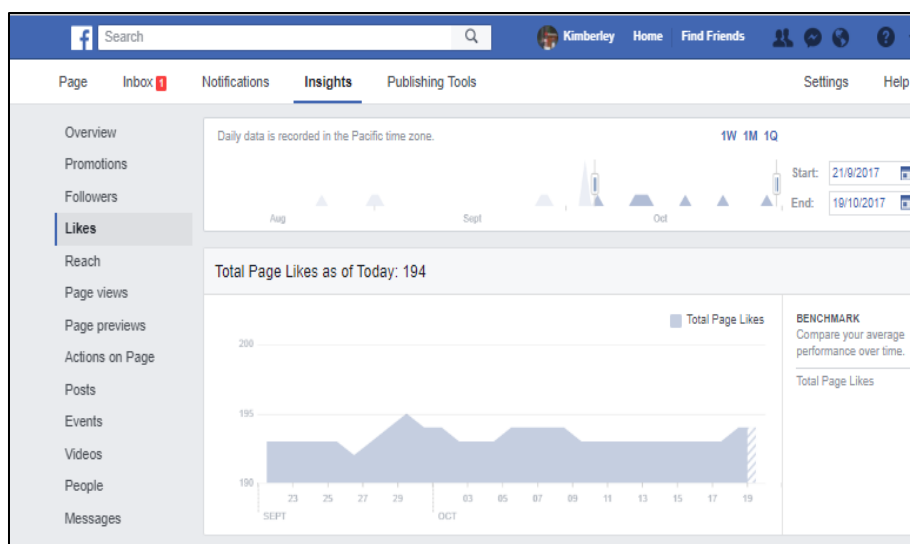 f Search Kimberley Home Find Friends ?
Page Inbox 1 Notifications Insights Publishing Tools Settings Help
Overview
Promotions
Followers
Likes
Reach
Page views
Page previews
Actions on Page
Posts
Events
Videos
People
Messages
Daily data is recorded in the Pacific time zone. 1W 1M 1Q
Start: 21/9/2017
End: 19/10/2017
Aug Sept Oct
Total Page Likes as of Today: 194
Total Page Likes
200
195
190
23 25 27 29 03 05 07 09 11 13 15 17 19
SEPT OCT
BENCHMARK
Compare your average
performance over time.
Total Page Likes